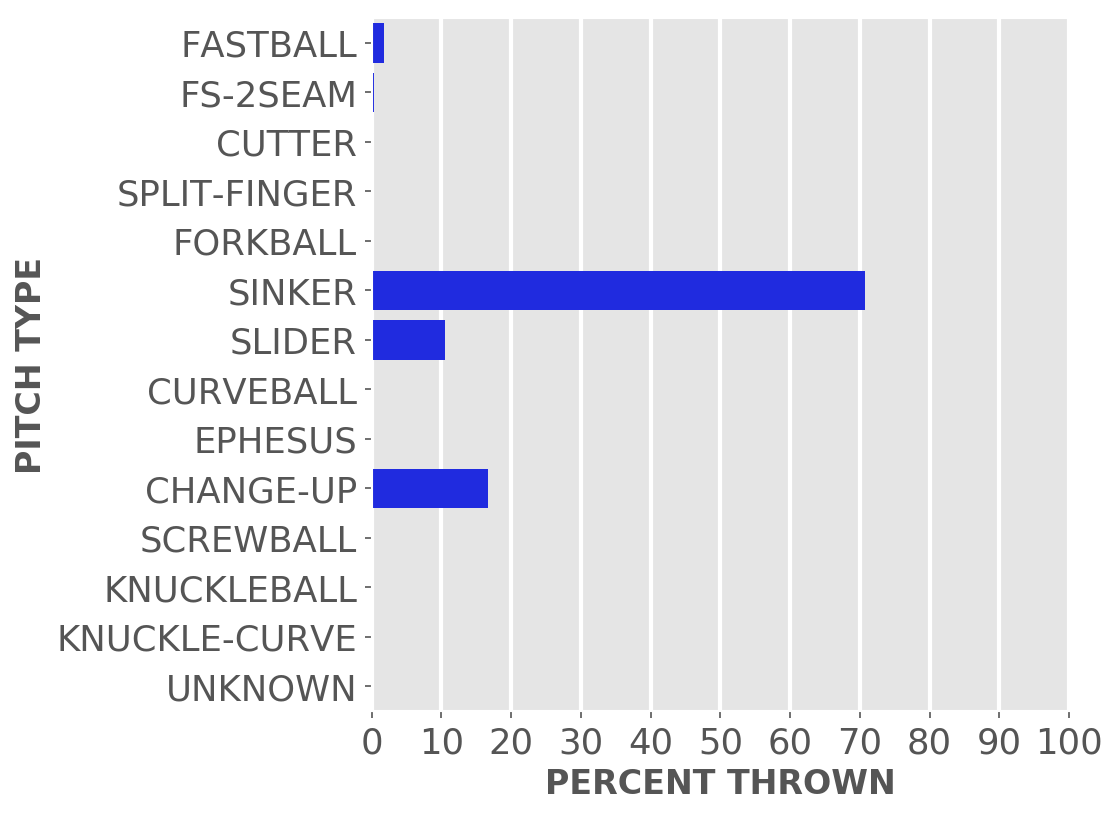 FASTBALL
FS-2SEAM
CUTTER
SPLIT-FINGER
FORKBALL
SINKER
SLIDER
CURVEBALL
EPHESUS
CHANGE-UP
SCREWBALL
KNUCKLEBALL
KNUCKLE-CURVE
UNKNOWN
PITCH TYPE
0 10 20 30 40 50 60 70 80 90 100
PERCENT THROWN